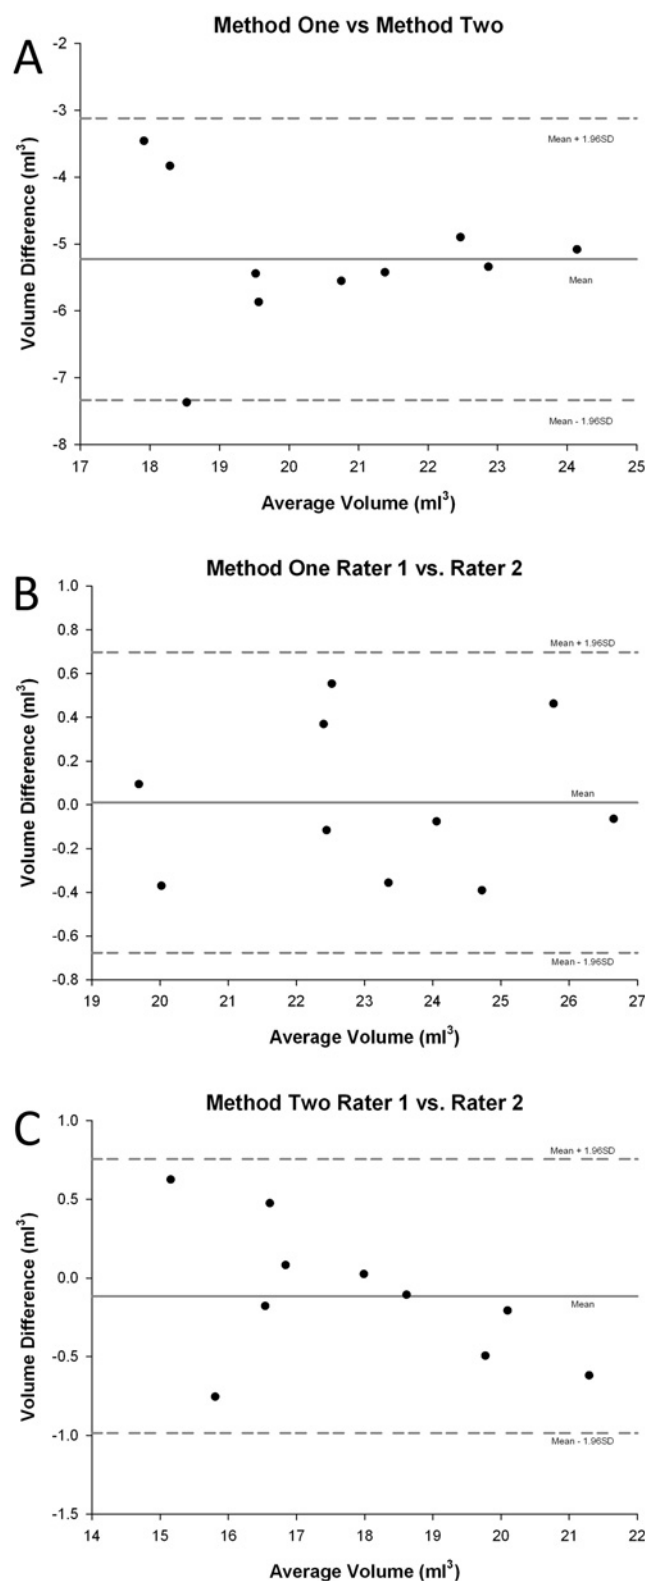 A
Method One vs Method Two
Volume Difference (ml³)
-2
-3
-4
-5
-6
-7
-8
Mean + 1.96SD
Mean
Mean - 1.96SD
17 18 19 20 21 22 23 24 25
Average Volume (ml³)
B
Method One Rater 1 vs. Rater 2
Volume Difference (ml³)
1.0
0.8
0.6
0.4
0.2
0.0
-0.2
-0.4
-0.6
-0.8
Mean + 1.96SD
Mean
Mean - 1.96SD
19 20 21 22 23 24 25 26 27
Average Volume (ml³)
C
Method Two Rater 1 vs. Rater 2
Volume Difference (ml³)
1.0
0.5
0.0
-0.5
-1.0
-1.5
Mean + 1.96SD
Mean
Mean - 1.96SD
14 15 16 17 18 19 20 21 22
Average Volume (ml³)